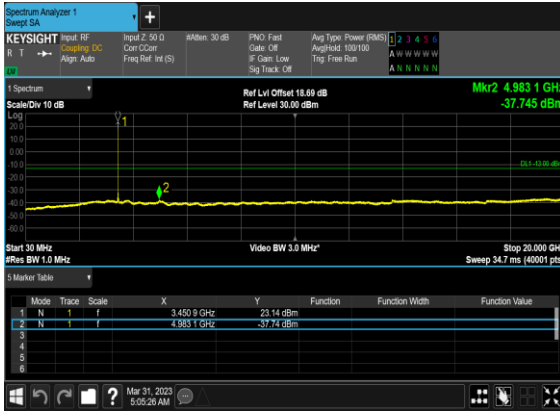 Spectrum Analyzer 1
Swept SA
+
KEYSIGHT Input: RF Input Z: 50 Ω #Atten: 30 dB PNO: Fast Avg Type: Power (RMS) 1 2 3 4 5 6
R T Coupling: DC Corr CCorr Gate: Off Avg|Hold: 100/100 A W W W W W
Align: Auto Freq Ref: Int (S) IF Gain: Low Trig: Free Run
Sig Track: Off A N N N N N
1 Spectrum Ref Lvl Offset 18.69 dB Mkr2 4.983 1 GHz
Scale/Div 10 dB Ref Level 30.00 dBm -37.745 dBm
Log
20.0
10.0
0.00
-10.0
-20.0
-30.0
-40.0
-50.0
-60.0
1
2
DL1 -13.00 dBm
Start 30 MHz Video BW 3.0 MHz* Stop 20.000 GH
#Res BW 1.0 MHz Sweep 34.7 ms (40001 pts
5 Marker Table
Mode Trace Scale X Y Function Function Width Function Value
1 N 1 f 3.450 9 GHz 23.14 dBm
2 N 1 f 4.983 1 GHz -37.74 dBm
3
4
5
6
? Mar 31, 2023
5:05:26 AM